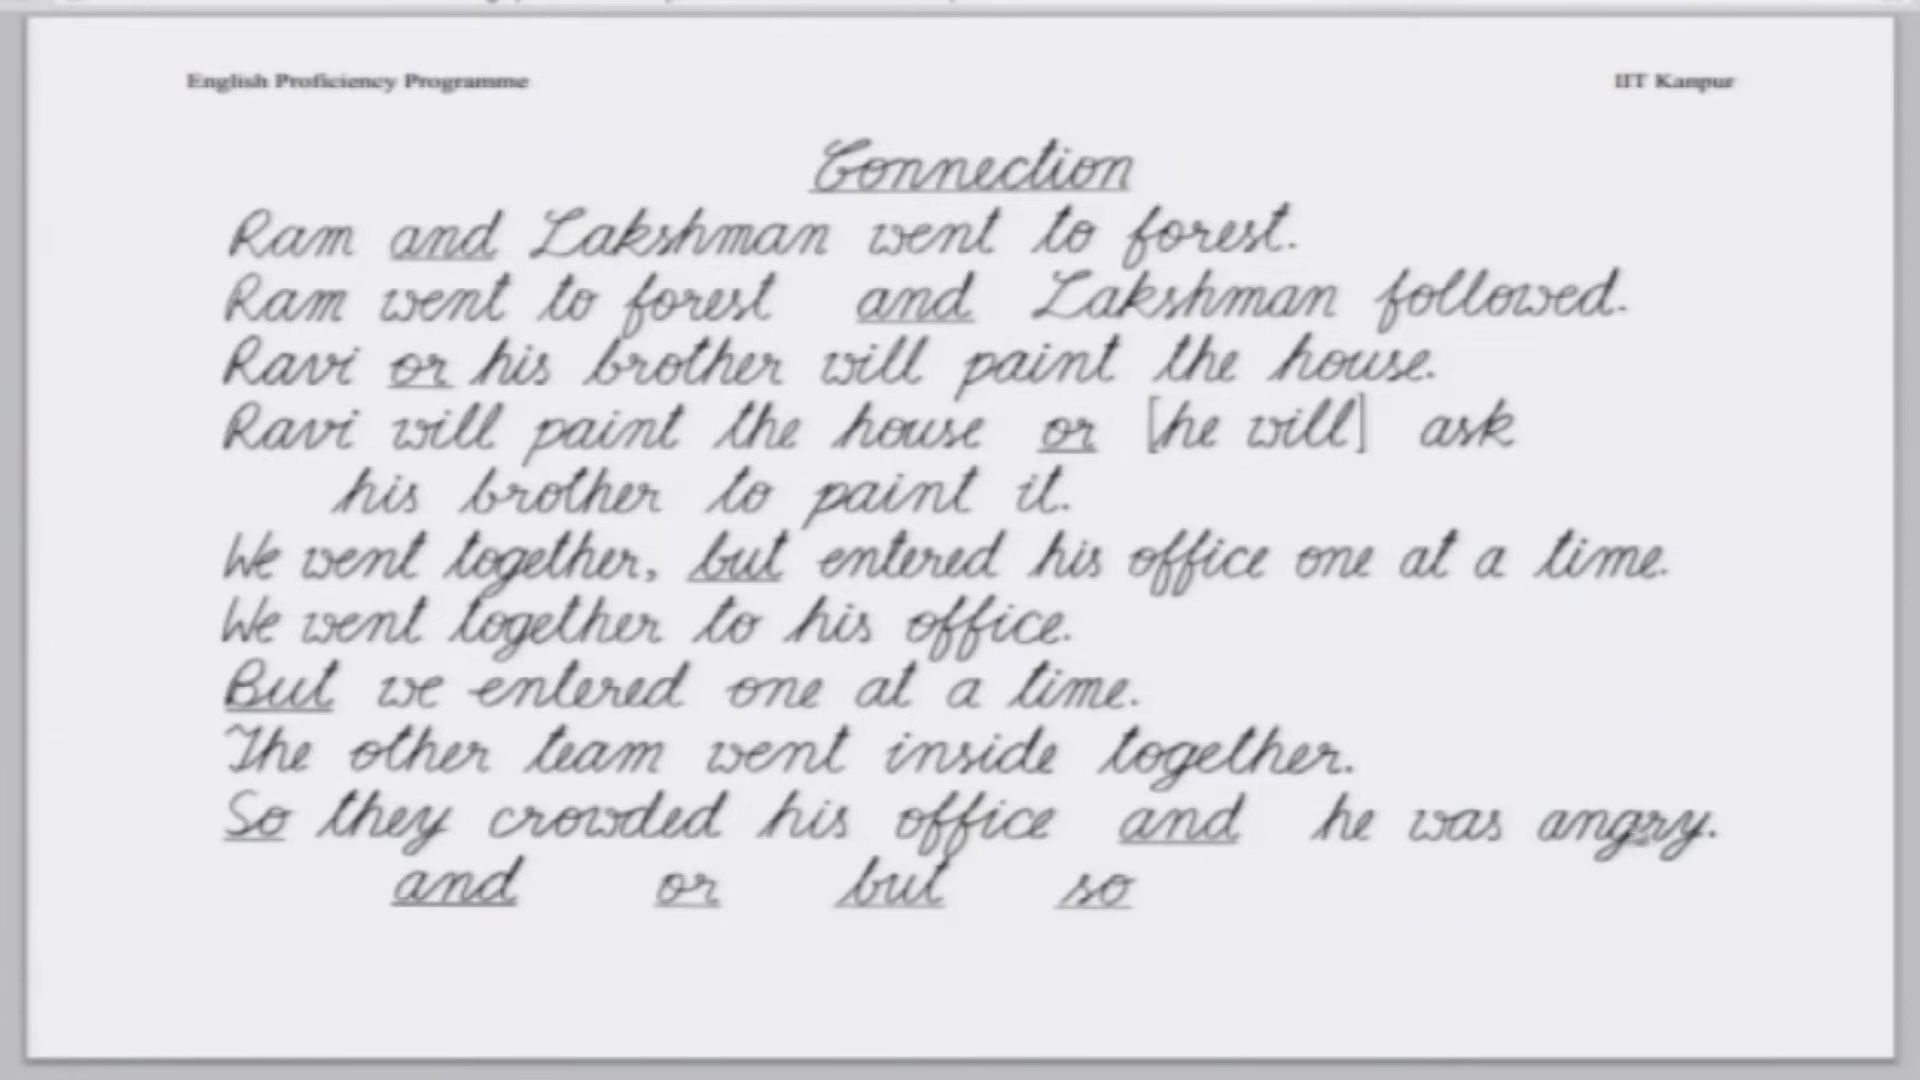 English Proficiency Programme IIT Kanpur
Connection
Ram and Lakshman went to forest.
Ram went to forest and Lakshman followed.
Ravi or his brother will paint the house.
Ravi will paint the house or [he will] ask
his brother to paint it.
We went together, but entered his office one at a time.
We went together to his office.
But we entered one at a time.
The other team went inside together.
So they crowded his office and he was angry.
and or but so